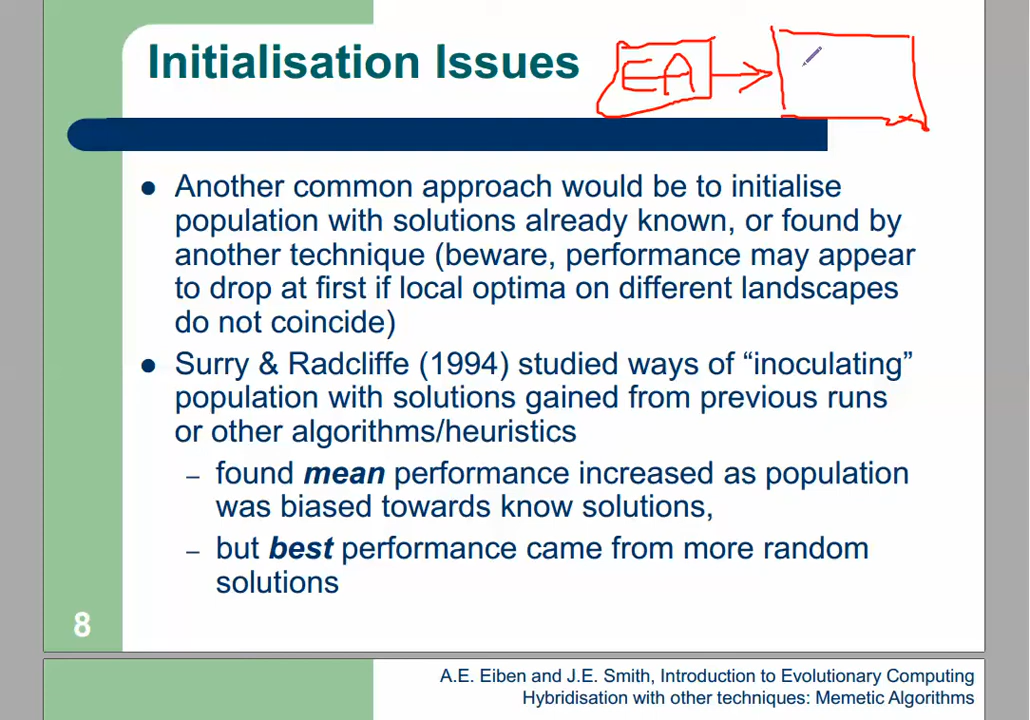 Initialisation Issues
EA
● Another common approach would be to initialise
population with solutions already known, or found by
another technique (beware, performance may appear
to drop at first if local optima on different landscapes
do not coincide)
● Surry & Radcliffe (1994) studied ways of “inoculating”
population with solutions gained from previous runs
or other algorithms/heuristics
– found mean performance increased as population
was biased towards know solutions,
– but best performance came from more random
solutions
8
A.E. Eiben and J.E. Smith, Introduction to Evolutionary Computing
Hybridisation with other techniques: Memetic Algorithms